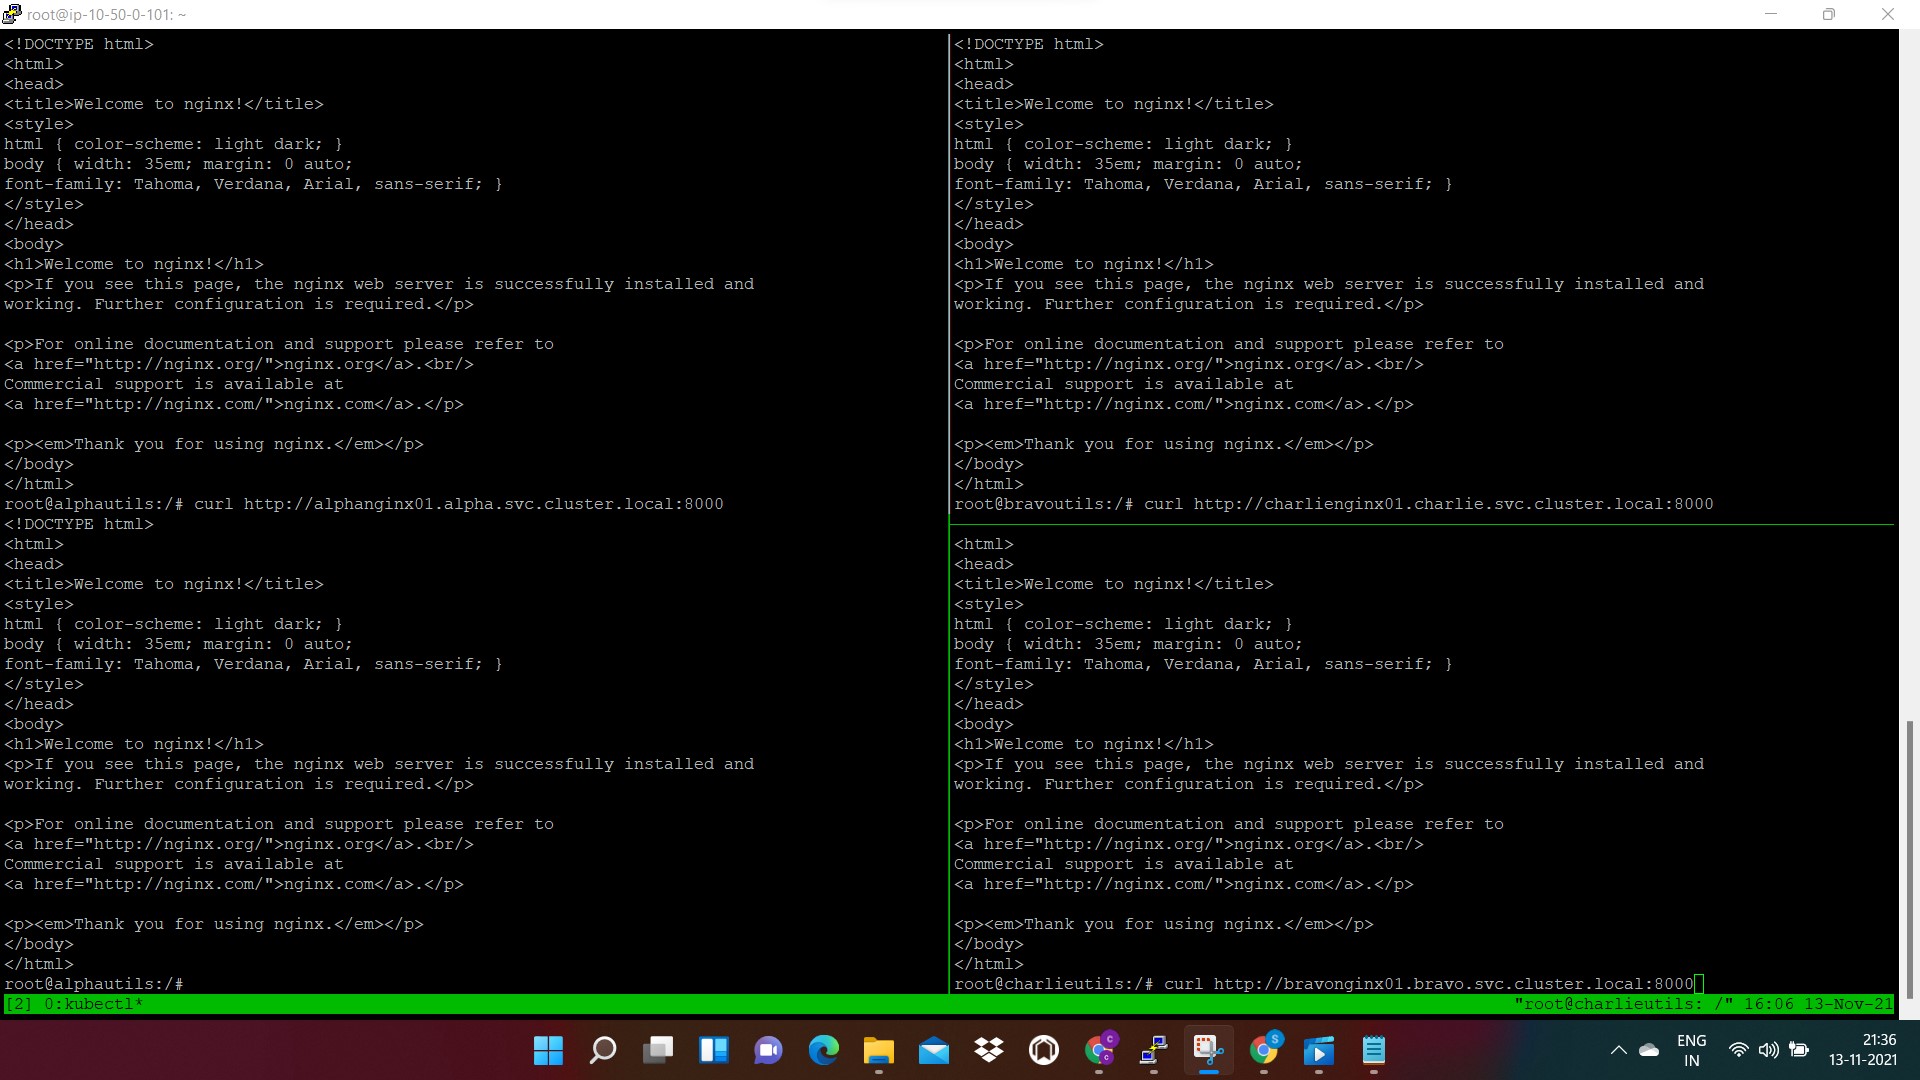 root@ip-10-50-0-101: ~
<!DOCTYPE html>
<html>
<head>
<title>Welcome to nginx!</title>
<style>
html { color-scheme: light dark; }
body { width: 35em; margin: 0 auto;
font-family: Tahoma, Verdana, Arial, sans-serif; }
</style>
</head>
<body>
<h1>Welcome to nginx!</h1>
<p>If you see this page, the nginx web server is successfully installed and
working. Further configuration is required.</p>
<p>For online documentation and support please refer to
<a href="http://nginx.org/">nginx.org</a>.<br/>
Commercial support is available at
<a href="http://nginx.com/">nginx.com</a>.</p>
<p><em>Thank you for using nginx.</em></p>
</body>
</html>
root@alphautils:/# curl http://alphanginx01.alpha.svc.cluster.local:8000
<!DOCTYPE html>
<html>
<head>
<title>Welcome to nginx!</title>
<style>
html { color-scheme: light dark; }
body { width: 35em; margin: 0 auto;
font-family: Tahoma, Verdana, Arial, sans-serif; }
</style>
</head>
<body>
<h1>Welcome to nginx!</h1>
<p>If you see this page, the nginx web server is successfully installed and
working. Further configuration is required.</p>
<p>For online documentation and support please refer to
<a href="http://nginx.org/">nginx.org</a>.<br/>
Commercial support is available at
<a href="http://nginx.com/">nginx.com</a>.</p>
<p><em>Thank you for using nginx.</em></p>
</body>
</html>
root@alphautils:/#
<!DOCTYPE html>
<html>
<head>
<title>Welcome to nginx!</title>
<style>
html { color-scheme: light dark; }
body { width: 35em; margin: 0 auto;
font-family: Tahoma, Verdana, Arial, sans-serif; }
</style>
</head>
<body>
<h1>Welcome to nginx!</h1>
<p>If you see this page, the nginx web server is successfully installed and
working. Further configuration is required.</p>
<p>For online documentation and support please refer to
<a href="http://nginx.org/">nginx.org</a>.<br/>
Commercial support is available at
<a href="http://nginx.com/">nginx.com</a>.</p>
<p><em>Thank you for using nginx.</em></p>
</body>
</html>
root@bravoutils:/# curl http://charlienginx01.charlie.svc.cluster.local:8000
<html>
<head>
<title>Welcome to nginx!</title>
<style>
html { color-scheme: light dark; }
body { width: 35em; margin: 0 auto;
font-family: Tahoma, Verdana, Arial, sans-serif; }
</style>
</head>
<body>
<h1>Welcome to nginx!</h1>
<p>If you see this page, the nginx web server is successfully installed and
working. Further configuration is required.</p>
<p>For online documentation and support please refer to
<a href="http://nginx.org/">nginx.org</a>.<br/>
Commercial support is available at
<a href="http://nginx.com/">nginx.com</a>.</p>
<p><em>Thank you for using nginx.</em></p>
</body>
</html>
root@charlieutils:/# curl http://bravonginx01.bravo.svc.cluster.local:8000
[2] 0:kubectl* "root@charlieutils: /" 16:06 13-Nov-21
C
C
S
ENG
IN
21:36
13-11-2021